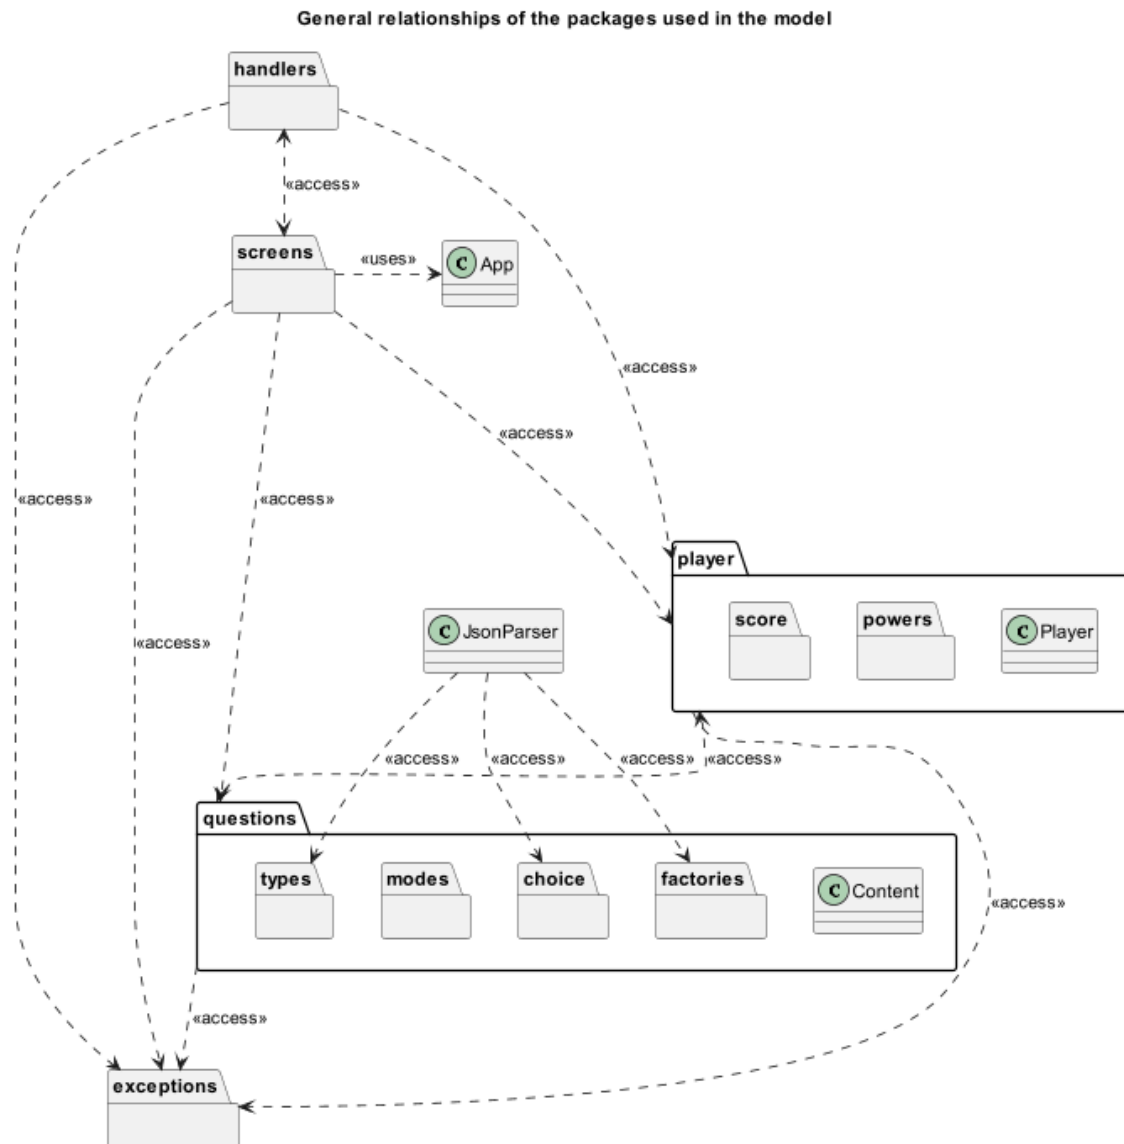 General relationships of the packages used in the model
handlers
«access»
screens
«uses»
C App
«access»
«access»
«access»
«access»
player
score
powers
C Player
C JsonParser
«access»
«access»
«access»
«access»
«access»
questions
types
modes
choice
factories
C Content
«access»
«access»
exceptions